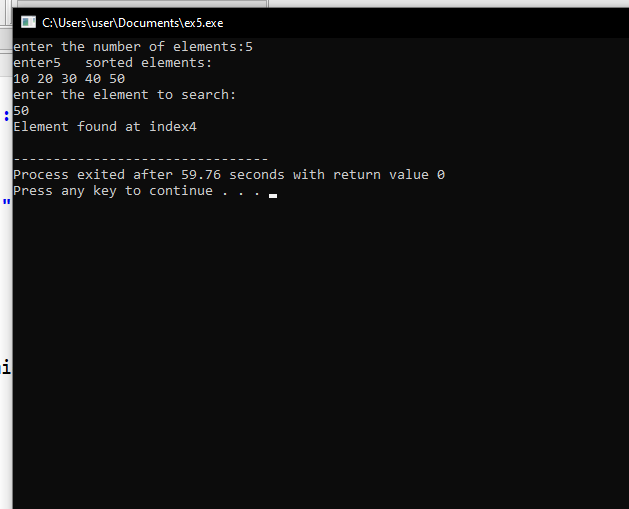 C:\Users\user\Documents\ex5.exe
enter the number of elements:5
enter5   sorted elements:
10 20 30 40 50
enter the element to search:
50
Element found at index4
--------------------------------
Process exited after 59.76 seconds with return value 0
Press any key to continue . . .
:
"